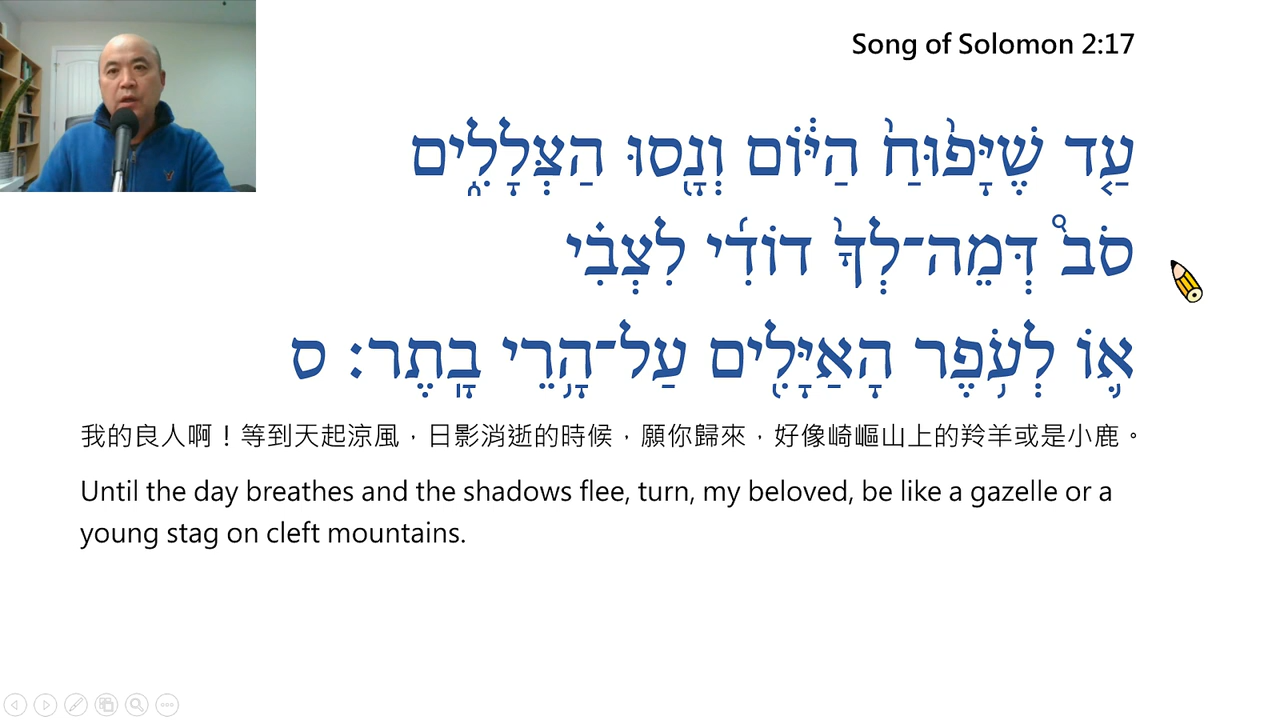 Song of Solomon 2:17
עַ֤ד שֶׁיָּפ֙וּחַ֙ הַיּ֔וֹם וְנָ֖סוּ הַצְּלָלִ֑ים
סֹב֩ דְּמֵה־לְךָ֨ דוֹדִ֜י לִצְבִ֗י
א֛וֹ לְעֹ֥פֶר הָאַיָּלִ֖ים עַל־הָ֥רֵי בָֽתֶר׃ ס
我的良人啊！等到天起涼風，日影消逝的時候，願你歸來，好像崎嶇山上的羚羊或是小鹿。
Until the day breathes and the shadows flee, turn, my beloved, be like a gazelle or a
young stag on cleft mountains.